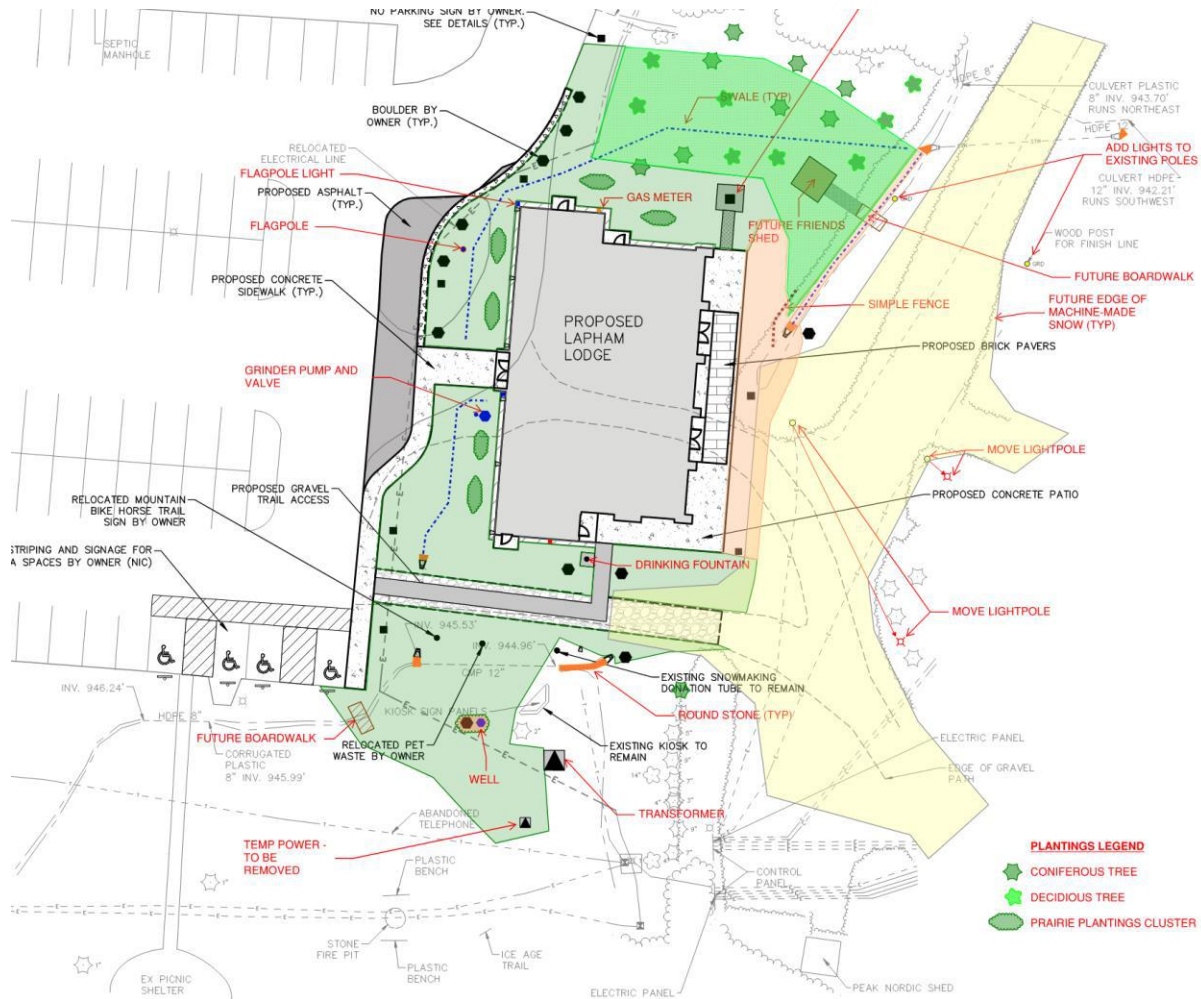 NO PARKING SIGN BY OWNER.
SEE DETAILS (TYP.)
SEPTIC
MANHOLE
5"
8"
HDPE 8"
CULVERT PLASTIC
8" INV. 943.70'
RUNS NORTHEAST
BOULDER BY
OWNER (TYP.)
SWALE (TYP)
HDPE 12"
STM
ADD LIGHTS TO
EXISTING POLES
RELOCATED
ELECTRICAL LINE
FLAGPOLE LIGHT
CULVERT HDPE-
12" INV. 942.21'
RUNS SOUTHWEST
PROPOSED ASPHALT
(TYP.)
GAS METER
FLAGPOLE
FUTURE FRIENDS
SHED
GRD
WOOD POST
FOR FINISH LINE
GRD
FUTURE BOARDWALK
PROPOSED CONCRETE
SIDEWALK (TYP.)
SIMPLE FENCE
FUTURE EDGE OF
MACHINE-MADE
SNOW (TYP)
PROPOSED
LAPHAM
LODGE
PROPOSED BRICK PAVERS
GRINDER PUMP AND
VALVE
MOVE LIGHTPOLE
PROPOSED GRAVEL
TRAIL ACCESS
RELOCATED MOUNTAIN
BIKE HORSE TRAIL
SIGN BY OWNER
PROPOSED CONCRETE PATIO
STRIPING AND SIGNAGE FOR
A SPACES BY OWNER (NIC)
DRINKING FOUNTAIN
MOVE LIGHTPOLE
INV. 945.53'
INV. 944.96'
CMP 12"
EXISTING SNOWMAKING
DONATION TUBE TO REMAIN
INV. 946.24'
HDPE 8"
KIOSK SIGN PANELS
ROUND STONE (TYP)
2"
FUTURE BOARDWALK
CORRUGATED
PLASTIC
8" INV. 945.99'
RELOCATED PET
WASTE BY OWNER
WELL
EXISTING KIOSK TO
REMAIN
ELECTRIC PANEL
EDGE OF GRAVEL
PATH
14"
9"
ABANDONED
TELEPHONE
TRANSFORMER
TEMP POWER -
TO BE
REMOVED
PLASTIC
BENCH
CONTROL
PANEL
PLANTINGS LEGEND
CONIFEROUS TREE
DECIDIOUS TREE
PRAIRIE PLANTINGS CLUSTER
1"
STONE
FIRE PIT
PLASTIC
BENCH
ICE AGE
TRAIL
1"
EX PICNIC
SHELTER
ELECTRIC PANEL
PEAK NORDIC SHED